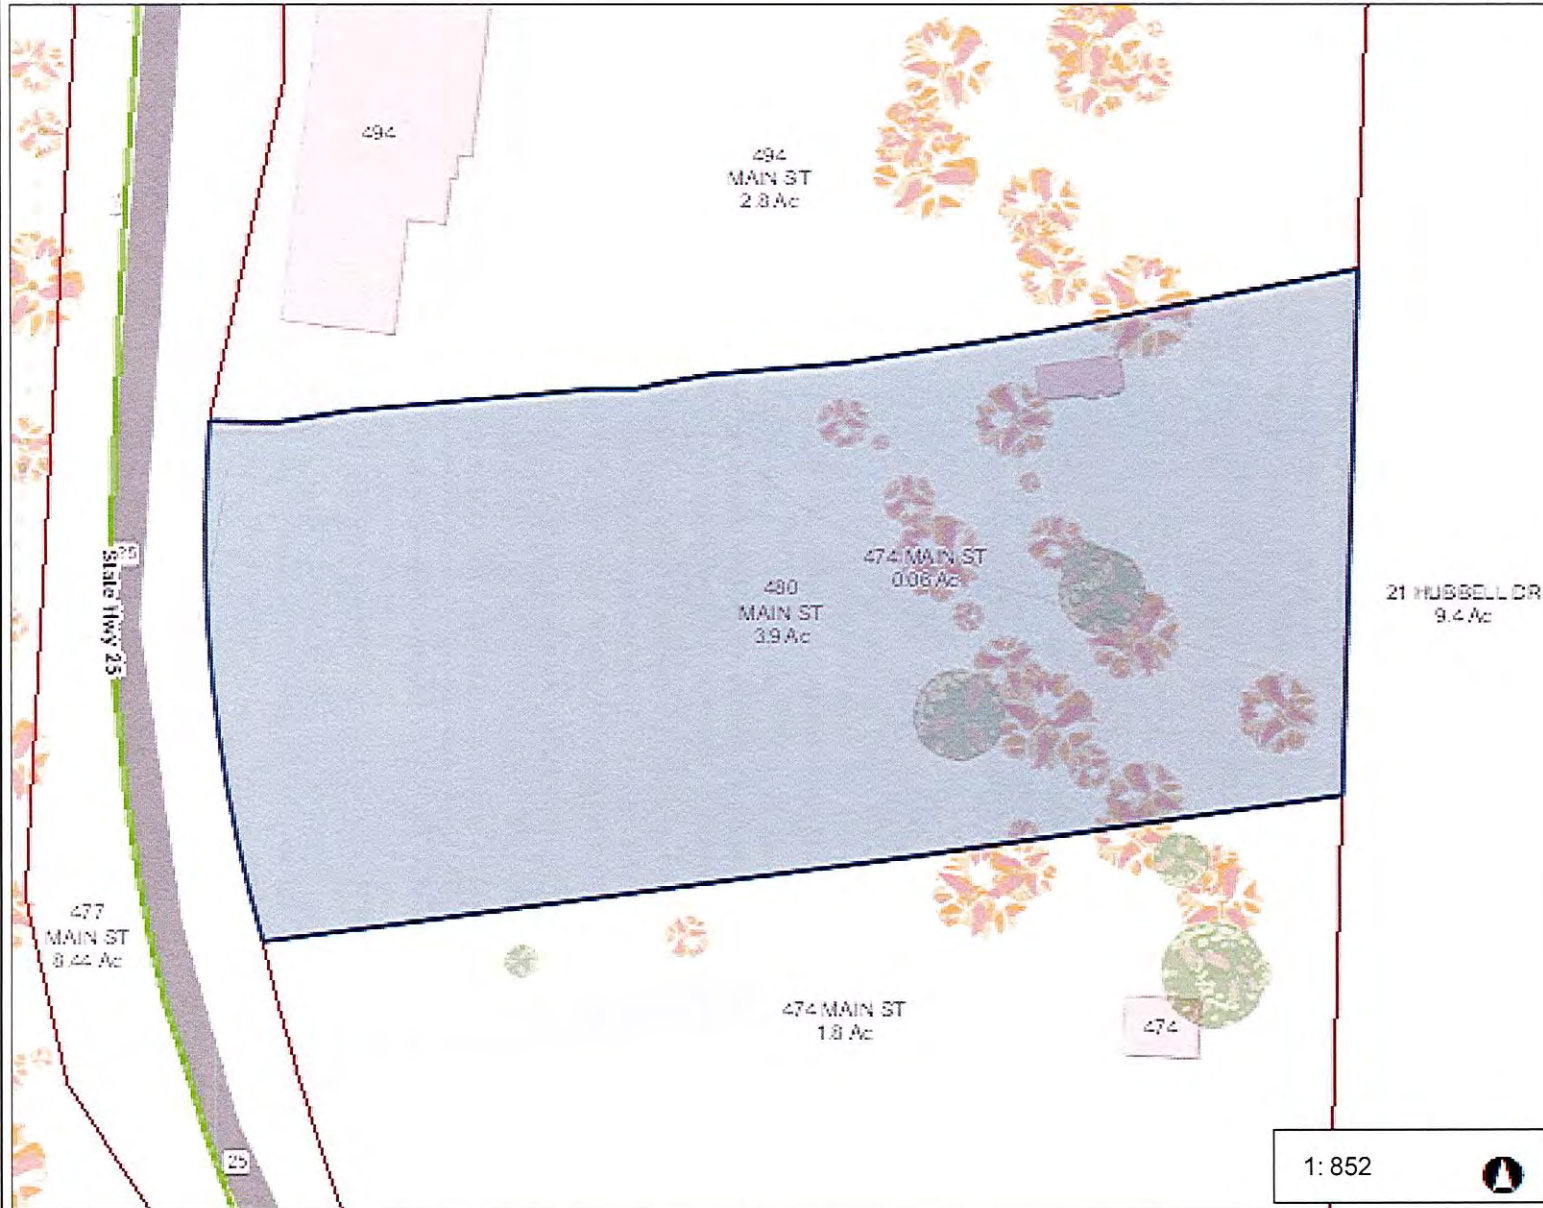 494
494
MAIN ST
2.8 Ac
25
State Hwy 25
474 MAIN ST
0.06 Ac
480
MAIN ST
3.9 Ac
21 HUBBELL DR
9.4 Ac
477
MAIN ST
8.44 Ac
474 MAIN ST
1.8 Ac
474
25
1: 852